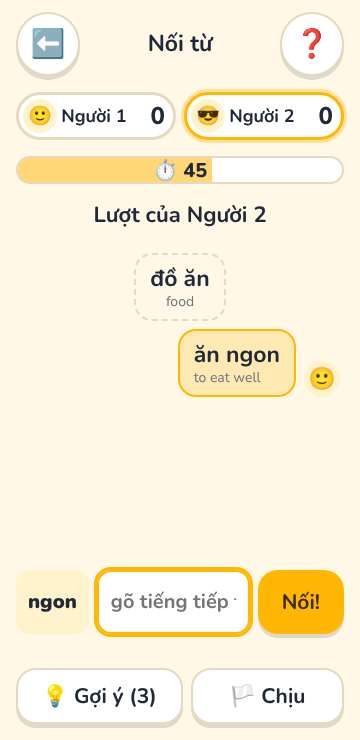 Nối từ
Người 1 0
Người 2 0
45
Lượt của Người 2
đồ ăn
food
ăn ngon
to eat well
ngon
gõ tiếng tiếp
Nối!
Gợi ý (3)
Chịu